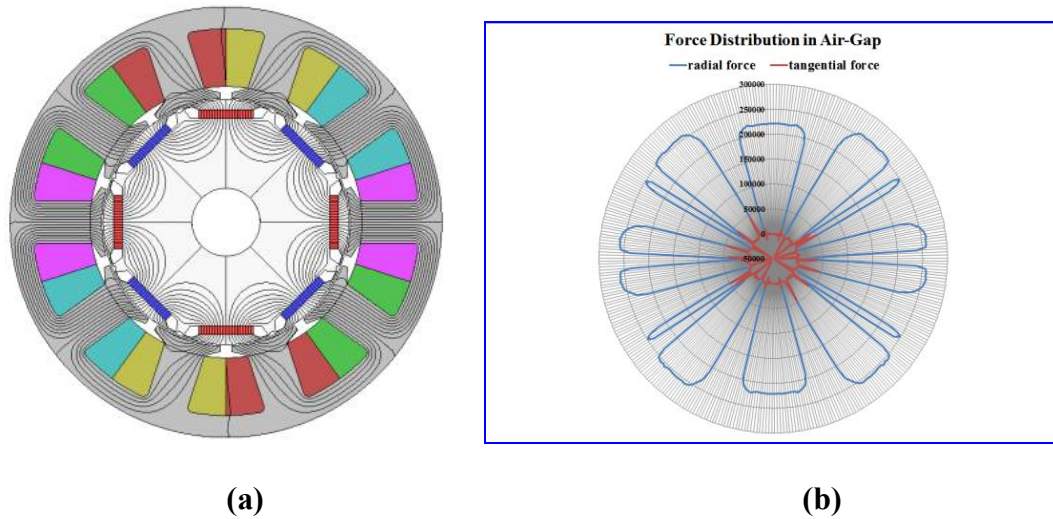 Force Distribution in Air-Gap
radial force tangential force
300000
250000
200000
150000
100000
50000
0
50000
(a) (b)